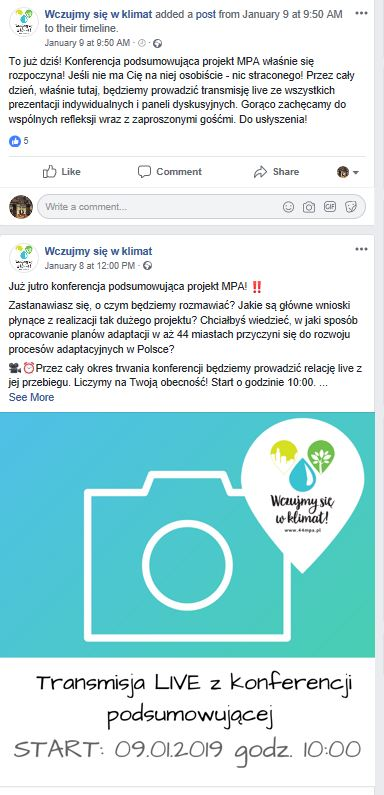 Wczujmy się w klimat added a post from January 9 at 9:50 AM
to their timeline.
January 9 at 9:50 AM ·
To już dziś! Konferencja podsumowująca projekt MPA właśnie się
rozpoczyna! Jeśli nie ma Cię na niej osobiście - nic straconego! Przez cały
dzień, właśnie tutaj, będziemy prowadzić transmisję live ze wszystkich
prezentacji indywidualnych i paneli dyskusyjnych. Gorąco zachęcamy do
wspólnych refleksji wraz z zaproszonymi gośćmi. Do usłyszenia!
5
Like Comment Share
Write a comment... GIF
Wczujmy się w klimat
January 8 at 12:00 PM ·
Już jutro konferencja podsumowująca projekt MPA! ‼️
Zastanawiasz się, o czym będziemy rozmawiać? Jakie są główne wnioski
płynące z realizacji tak dużego projektu? Chciałbyś wiedzieć, w jaki sposób
opracowanie planów adaptacji w aż 44 miastach przyczyni się do rozwoju
procesów adaptacyjnych w Polsce?
🎥⏰Przez cały okres trwania konferencji będziemy prowadzić relację live z
jej przebiegu. Liczymy na Twoją obecność! Start o godzinie 10:00. ...
See More
Wczujmy się
w klimat!
www.44mpa.pl
Transmisja LIVE z konferencji
podsumowującej
START: 09.01.2019 godz. 10:00